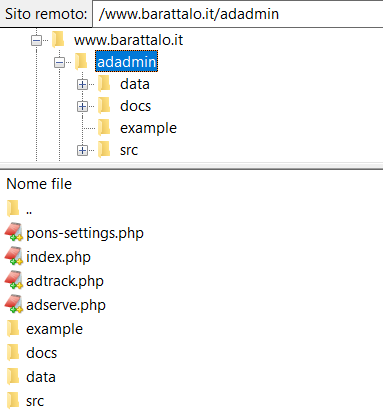 Sito remoto: /www.barattalo.it/adadmin
www.barattalo.it
adadmin
data
docs
example
src
Nome file
..
pons-settings.php
index.php
adtrack.php
adserve.php
example
docs
data
src